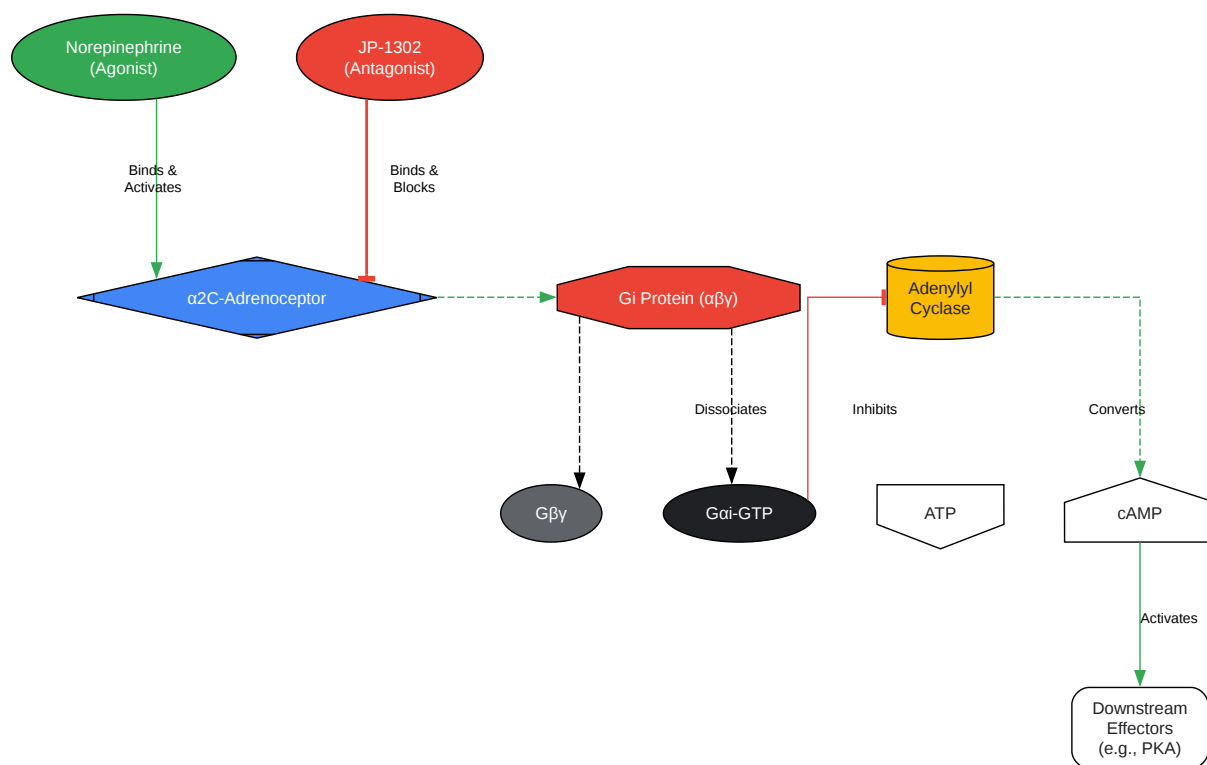 Norepinephrine
(Agonist)
JP-1302
(Antagonist)
Binds &
Activates
Binds &
Blocks
α2C-Adrenoceptor
Gi Protein (αβγ)
Adenylyl
Cyclase
Dissociates
Inhibits
Converts
Gβγ
Gαi-GTP
ATP
cAMP
Activates
Downstream
Effectors
(e.g., PKA)